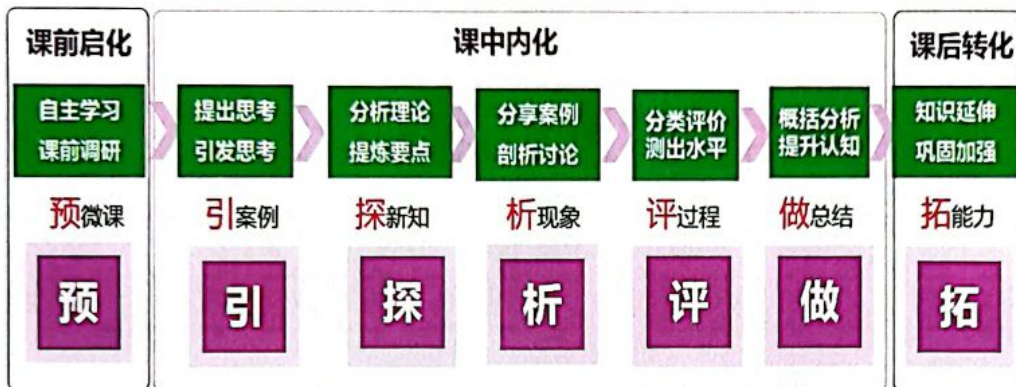 课前启化
课中内化
课后转化
自主学习
课前调研
提出思考
引发思考
分析理论
提炼要点
分享案例
剖析讨论
分类评价
测出水平
概括分析
提升认知
知识延伸
巩固加强
预微课
引案例
探新知
析现象
评过程
做总结
拓能力
预
引
探
析
评
做
拓